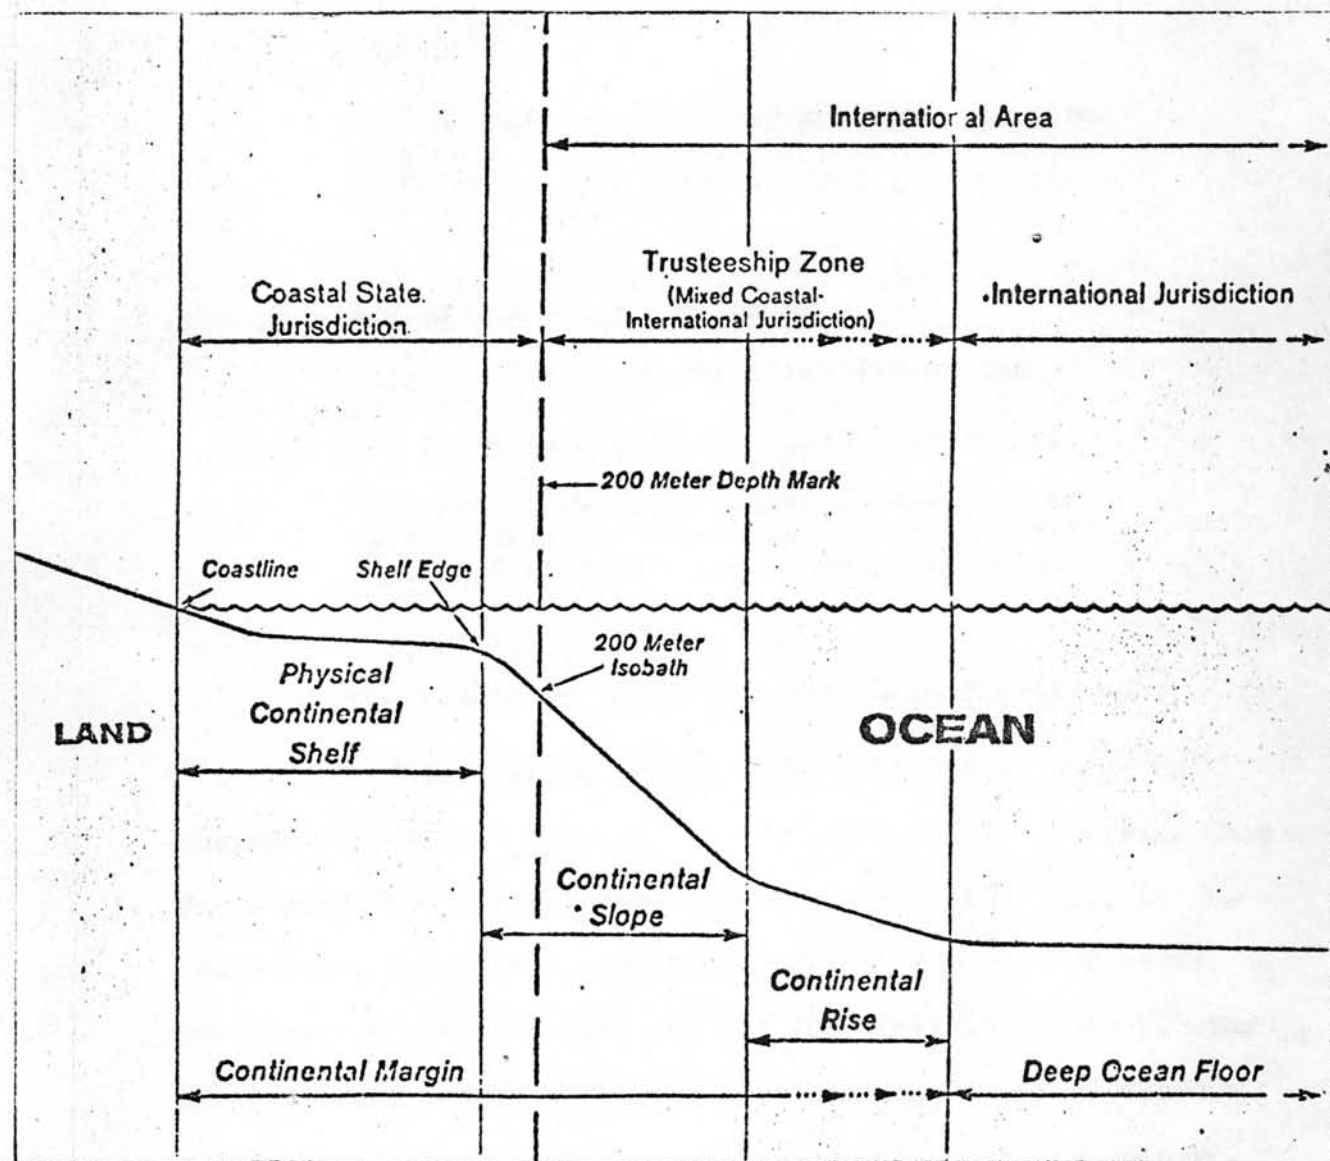 International Area
Trusteeship Zone
(Mixed Coastal-
International Jurisdiction)
Coastal State
Jurisdiction
International Jurisdiction
200 Meter Depth Mark
Coastline
Shelf Edge
200 Meter
Isobath
Physical
Continental
Shelf
LAND
OCEAN
Continental
Slope
Continental
Rise
Continental Margin
Deep Ocean Floor